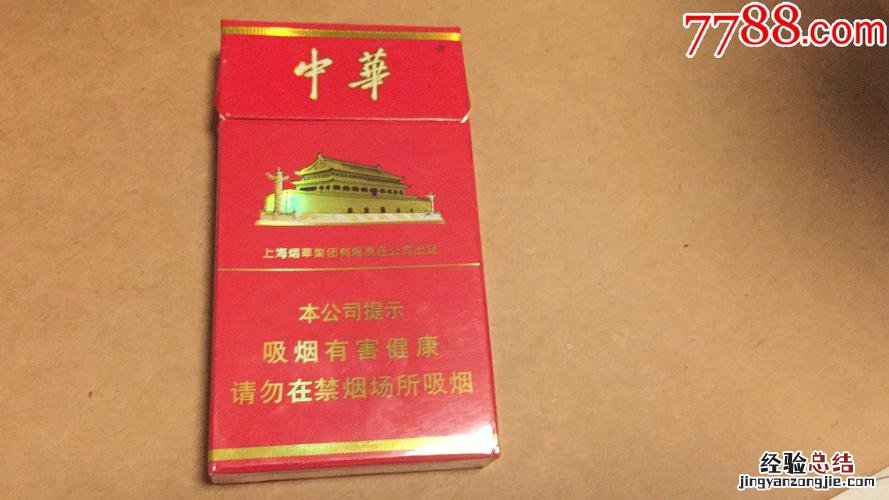 7788.com
中華
上海烟草集团有限责任公司出品
本公司提示
吸烟有害健康
请勿在禁烟场所吸烟
经验总结
jingyanzongjie.com